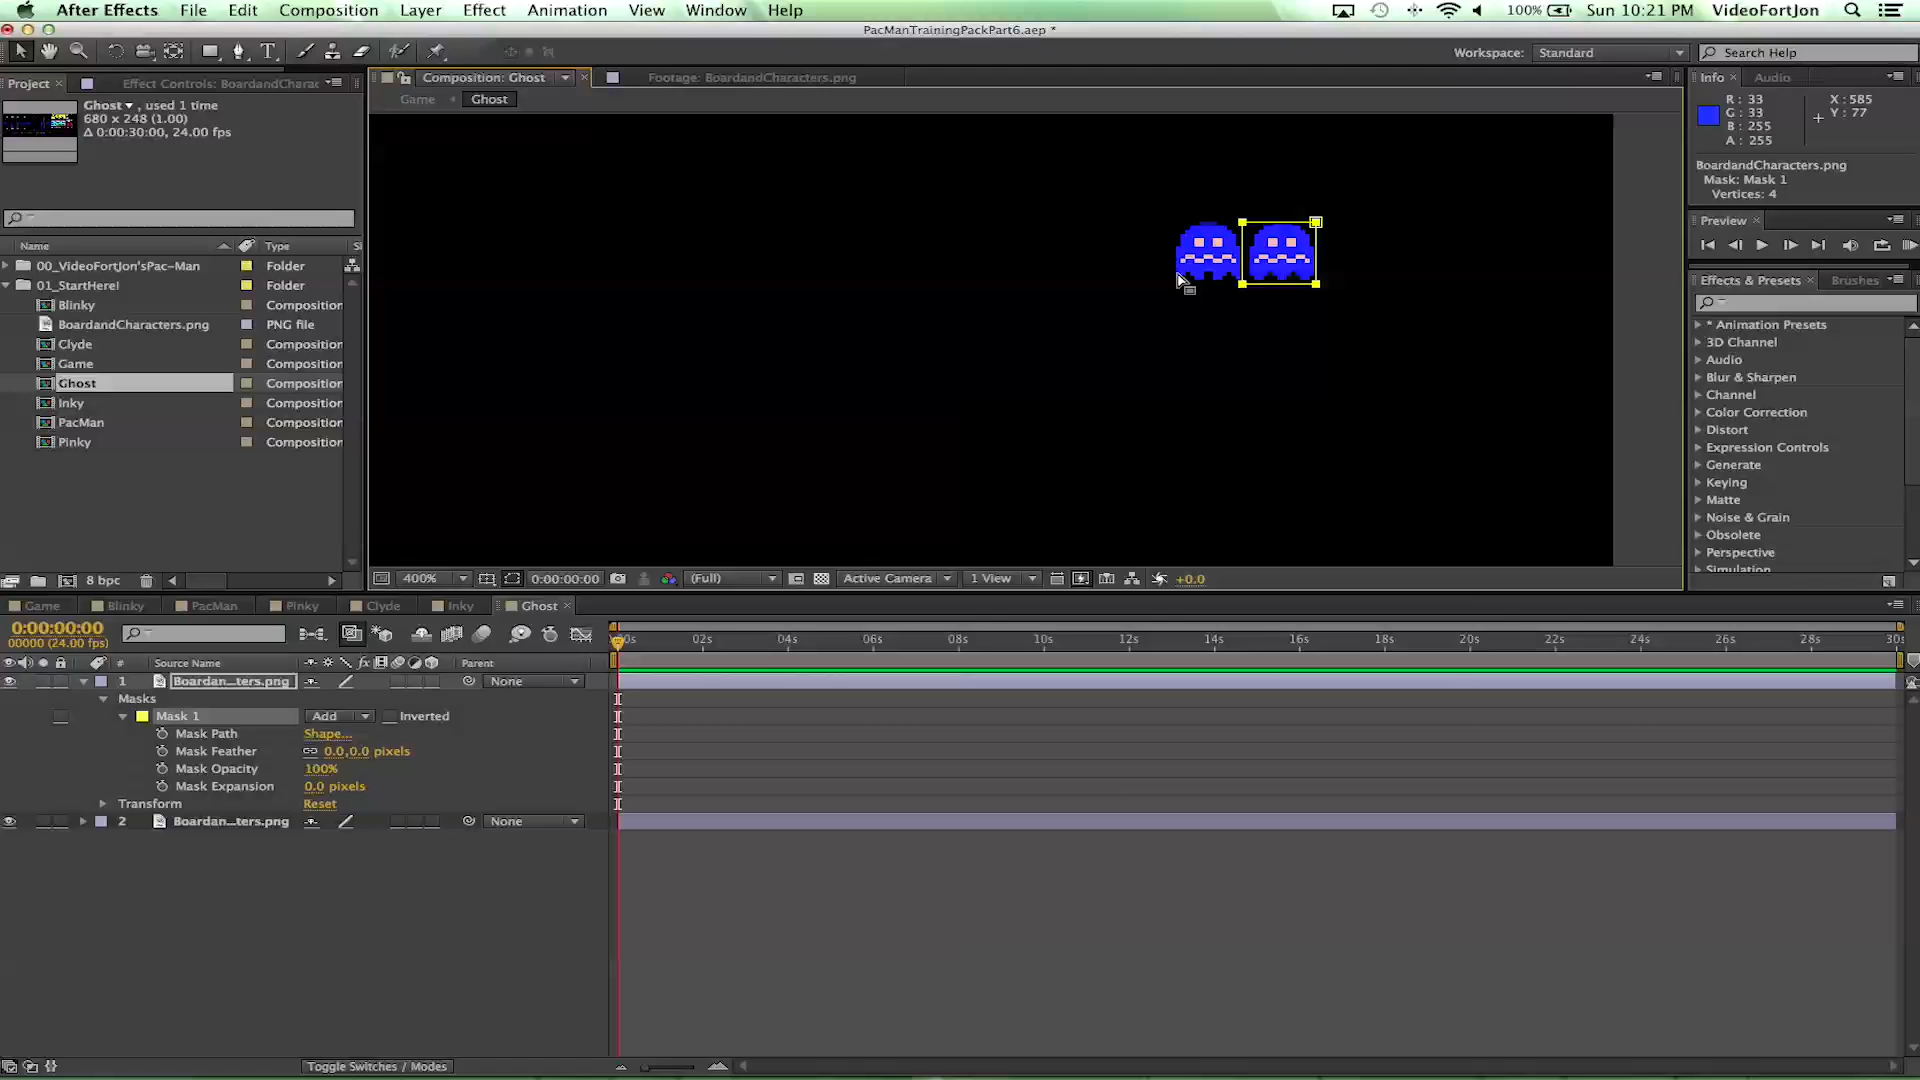 After Effects File Edit Composition Layer Effect Animation View Window Help 100% Sun 10:21 PM VideoFortJon
PacManTrainingPackPart6.aep *
Workspace: Standard Search Help
Project Effect Controls: BoardandCharac
Composition: Ghost Footage: BoardandCharacters.png
Info Audio
Game Ghost
Ghost , used 1 time
680 x 248 (1.00)
Δ 0:00:30:00, 24.00 fps
R: 33 X: 585
G: 33 Y: 77
B: 255
A: 255
BoardandCharacters.png
Mask: Mask 1
Vertices: 4
Preview
Name Type
00_VideoFortJon'sPac-Man Folder
01_StartHere! Folder
Blinky Composition
BoardandCharacters.png PNG file
Clyde Composition
Game Composition
Ghost Composition
Inky Composition
PacMan Composition
Pinky Composition
Effects & Presets Brushes
* Animation Presets
3D Channel
Audio
Blur & Sharpen
Channel
Color Correction
Distort
Expression Controls
Generate
Keying
Matte
Noise & Grain
Obsolete
Perspective
Simulation
8 bpc
400% 0:00:00:00 (Full) Active Camera 1 View +0.0
Game Blinky PacMan Pinky Clyde Inky Ghost
0:00:00:00
00000 (24.00 fps)
00s 02s 04s 06s 08s 10s 12s 14s 16s 18s 20s 22s 24s 26s 28s 30s
# Source Name fx Parent
1 Boardan...ters.png None
Masks
Mask 1 Add Inverted
Mask Path Shape...
Mask Feather 0.0,0.0 pixels
Mask Opacity 100%
Mask Expansion 0.0 pixels
Transform Reset
2 Boardan...ters.png None
Toggle Switches / Modes